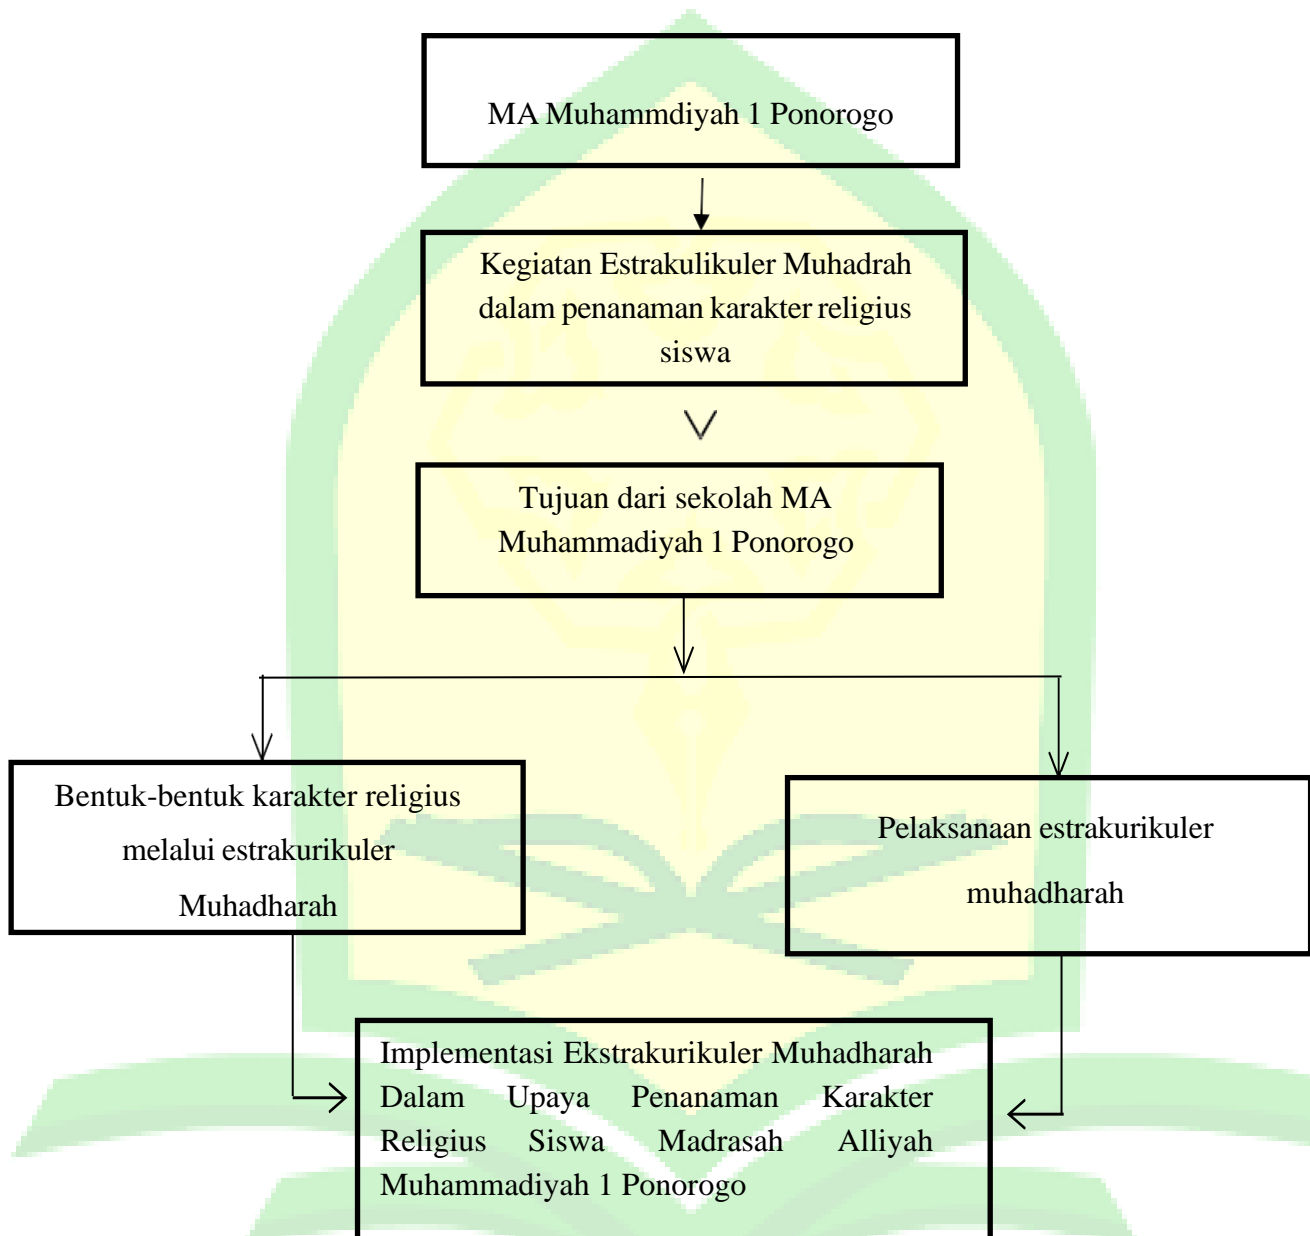 MA Muhammdiyah 1 Ponorogo
Kegiatan Estrakulikuler Muhadrah
dalam penanaman karakter religius
siswa
Tujuan dari sekolah MA
Muhammadiyah 1 Ponorogo
Bentuk-bentuk karakter religius
melalui estrakurikuler
Muhadharah
Pelaksanaan estrakurikuler
muhadharah
Implementasi Ekstrakurikuler Muhadharah
Dalam Upaya Penanaman Karakter
Religius Siswa Madrasah Alliyah
Muhammadiyah 1 Ponorogo